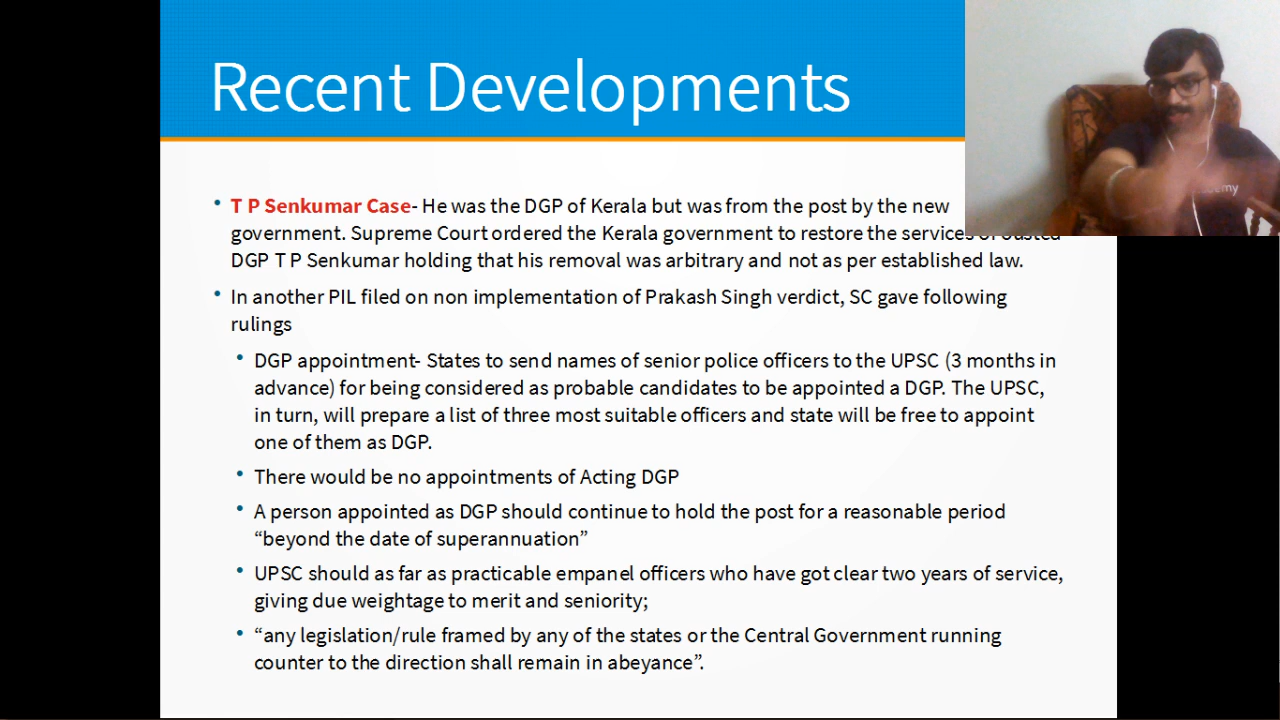 Recent Developments
T P Senkumar Case- He was the DGP of Kerala but was from the post by the new
government. Supreme Court ordered the Kerala government to restore the services
DGP T P Senkumar holding that his removal was arbitrary and not as per established law.
In another PIL filed on non implementation of Prakash Singh verdict, SC gave following
rulings
DGP appointment- States to send names of senior police officers to the UPSC (3 months in
advance) for being considered as probable candidates to be appointed a DGP. The UPSC,
in turn, will prepare a list of three most suitable officers and state will be free to appoint
one of them as DGP.
There would be no appointments of Acting DGP
A person appointed as DGP should continue to hold the post for a reasonable period
“beyond the date of superannuation”
UPSC should as far as practicable empanel officers who have got clear two years of service,
giving due weightage to merit and seniority;
“any legislation/rule framed by any of the states or the Central Government running
counter to the direction shall remain in abeyance”.